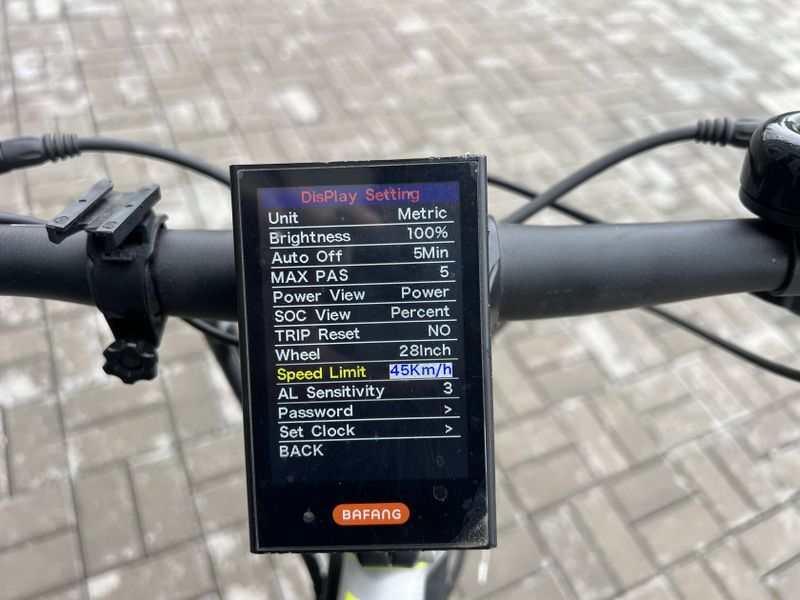 DisPlay Setting
Unit Metric
Brightness 100%
Auto Off 5Min
MAX PAS 5
Power View Power
SOC View Percent
TRIP Reset NO
Wheel 28Inch
Speed Limit 45Km/h
AL Sensitivity 3
Password >
Set Clock >
BACK
BAFANG